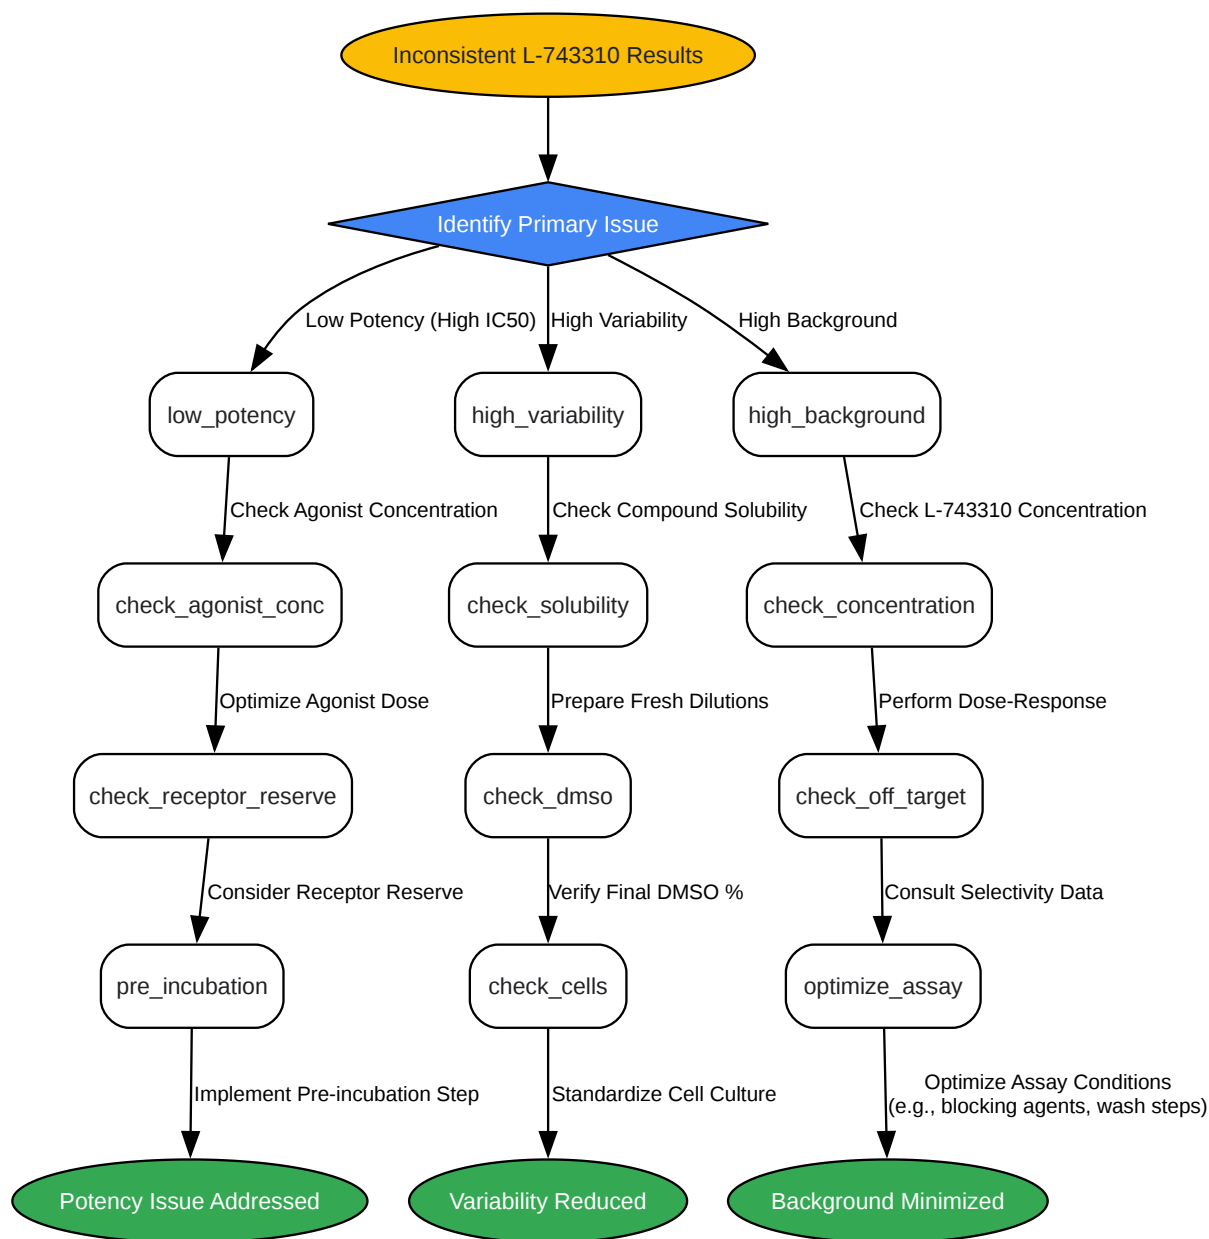 Inconsistent L-743310 Results
Identify Primary Issue
Low Potency (High IC50)
High Variability
High Background
low_potency
high_variability
high_background
Check Agonist Concentration
Check Compound Solubility
Check L-743310 Concentration
check_agonist_conc
check_solubility
check_concentration
Optimize Agonist Dose
Prepare Fresh Dilutions
Perform Dose-Response
check_receptor_reserve
check_dmso
check_off_target
Consider Receptor Reserve
Verify Final DMSO %
Consult Selectivity Data
pre_incubation
check_cells
optimize_assay
Implement Pre-incubation Step
Standardize Cell Culture
Optimize Assay Conditions
(e.g., blocking agents, wash steps)
Potency Issue Addressed
Variability Reduced
Background Minimized